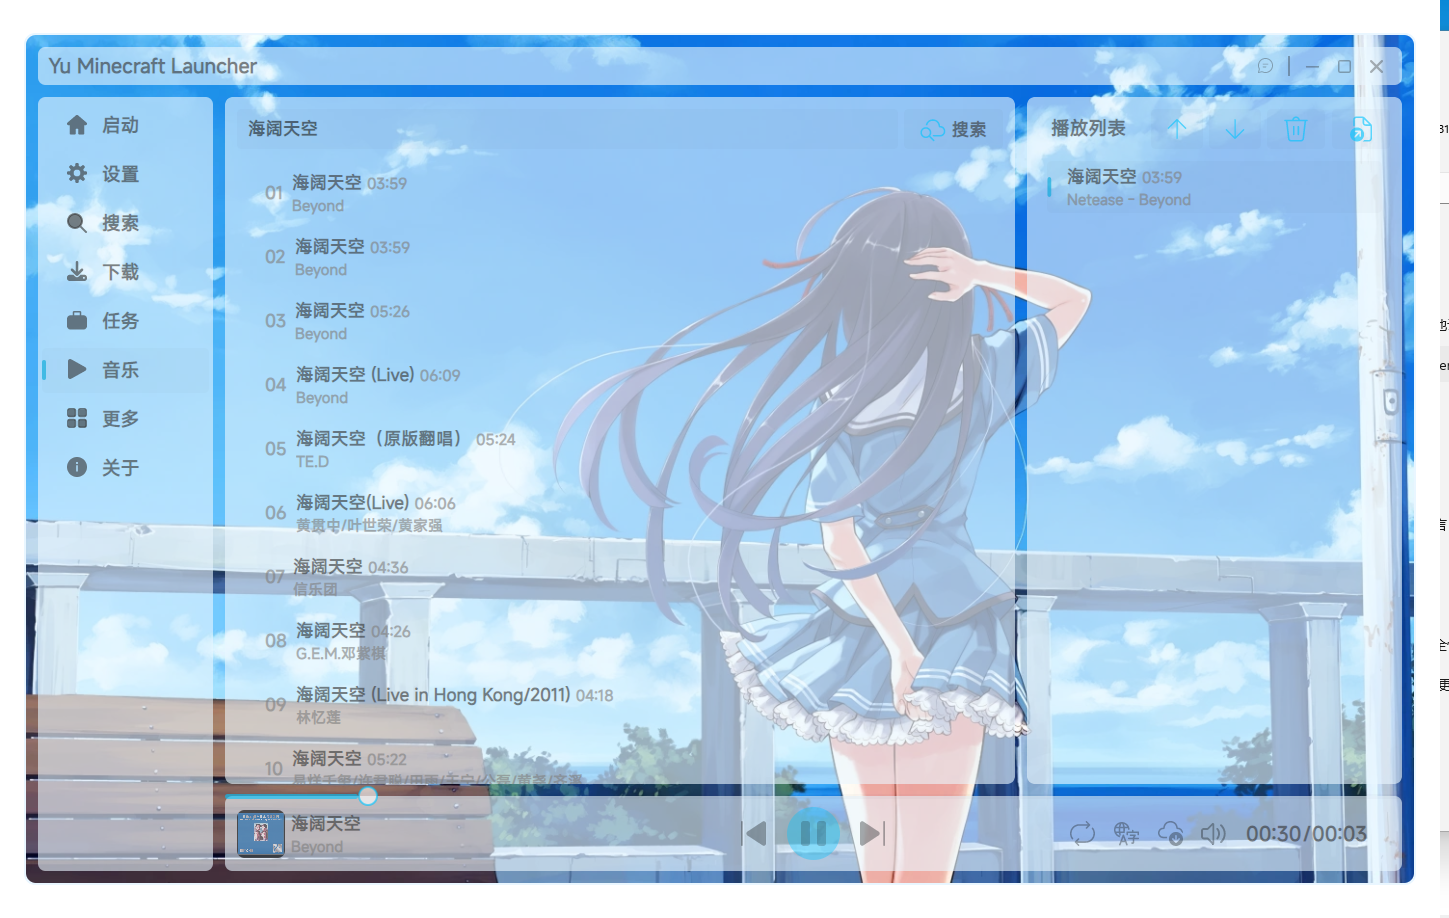 Yu Minecraft Launcher
启动
设置
搜索
下载
任务
音乐
更多
关于
海阔天空
搜索
01 海阔天空 03:59
Beyond
02 海阔天空 03:59
Beyond
03 海阔天空 05:26
Beyond
04 海阔天空 (Live) 06:09
Beyond
05 海阔天空（原版翻唱） 05:24
TE.D
06 海阔天空(Live) 06:06
黄贯中/叶世荣/黄家强
07 海阔天空 04:36
信乐团
08 海阔天空 04:26
G.E.M.邓紫棋
09 海阔天空 (Live in Hong Kong/2011) 04:18
林忆莲
10 海阔天空 05:22
播放列表
海阔天空 03:59
Netease - Beyond
海阔天空
Beyond
00:30/00:03